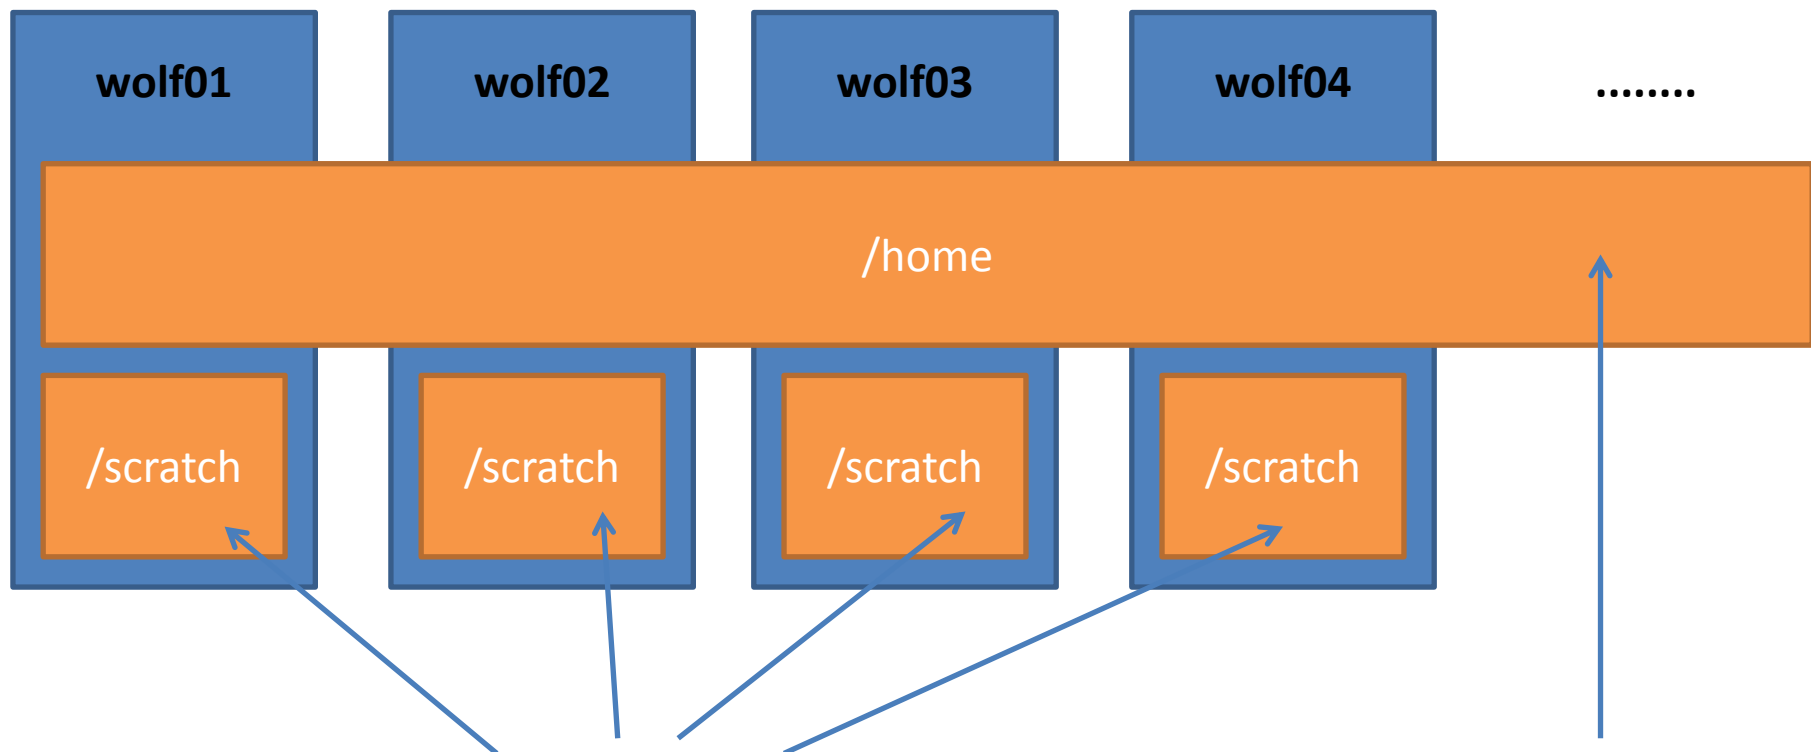 wolf01 wolf02 wolf03 wolf04 ........
/home
/scratch /scratch /scratch /scratch